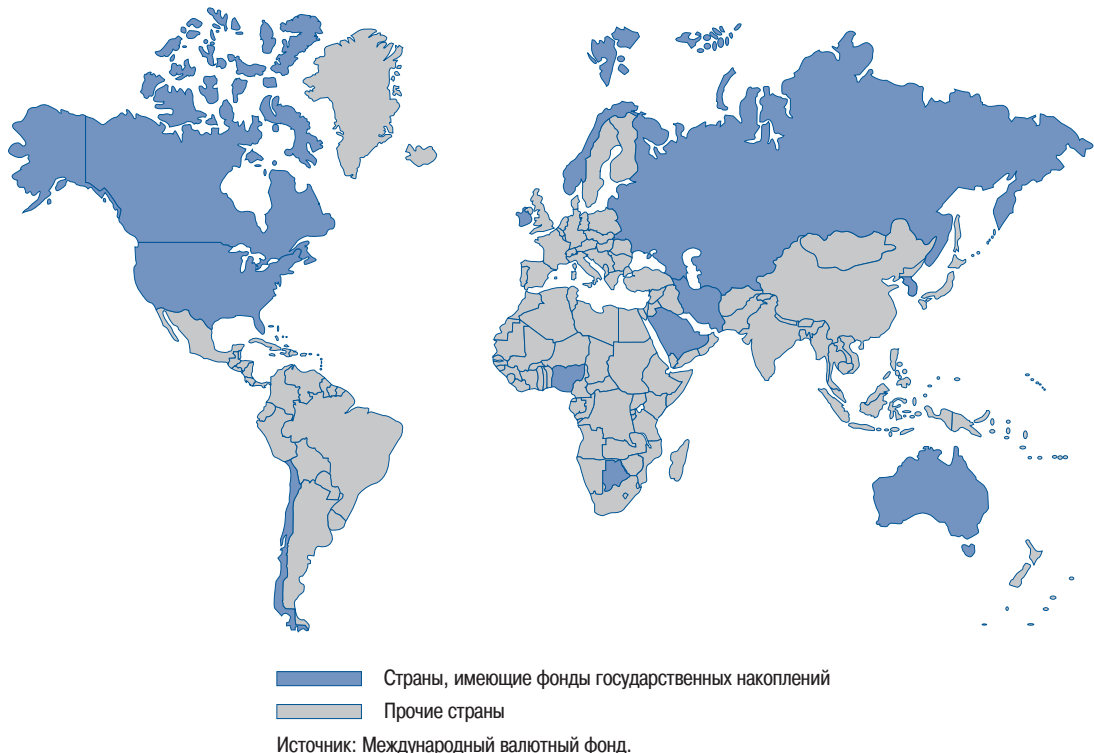 Страны, имеющие фонды государственных накоплений
Прочие страны
Источник: Международный валютный фонд.